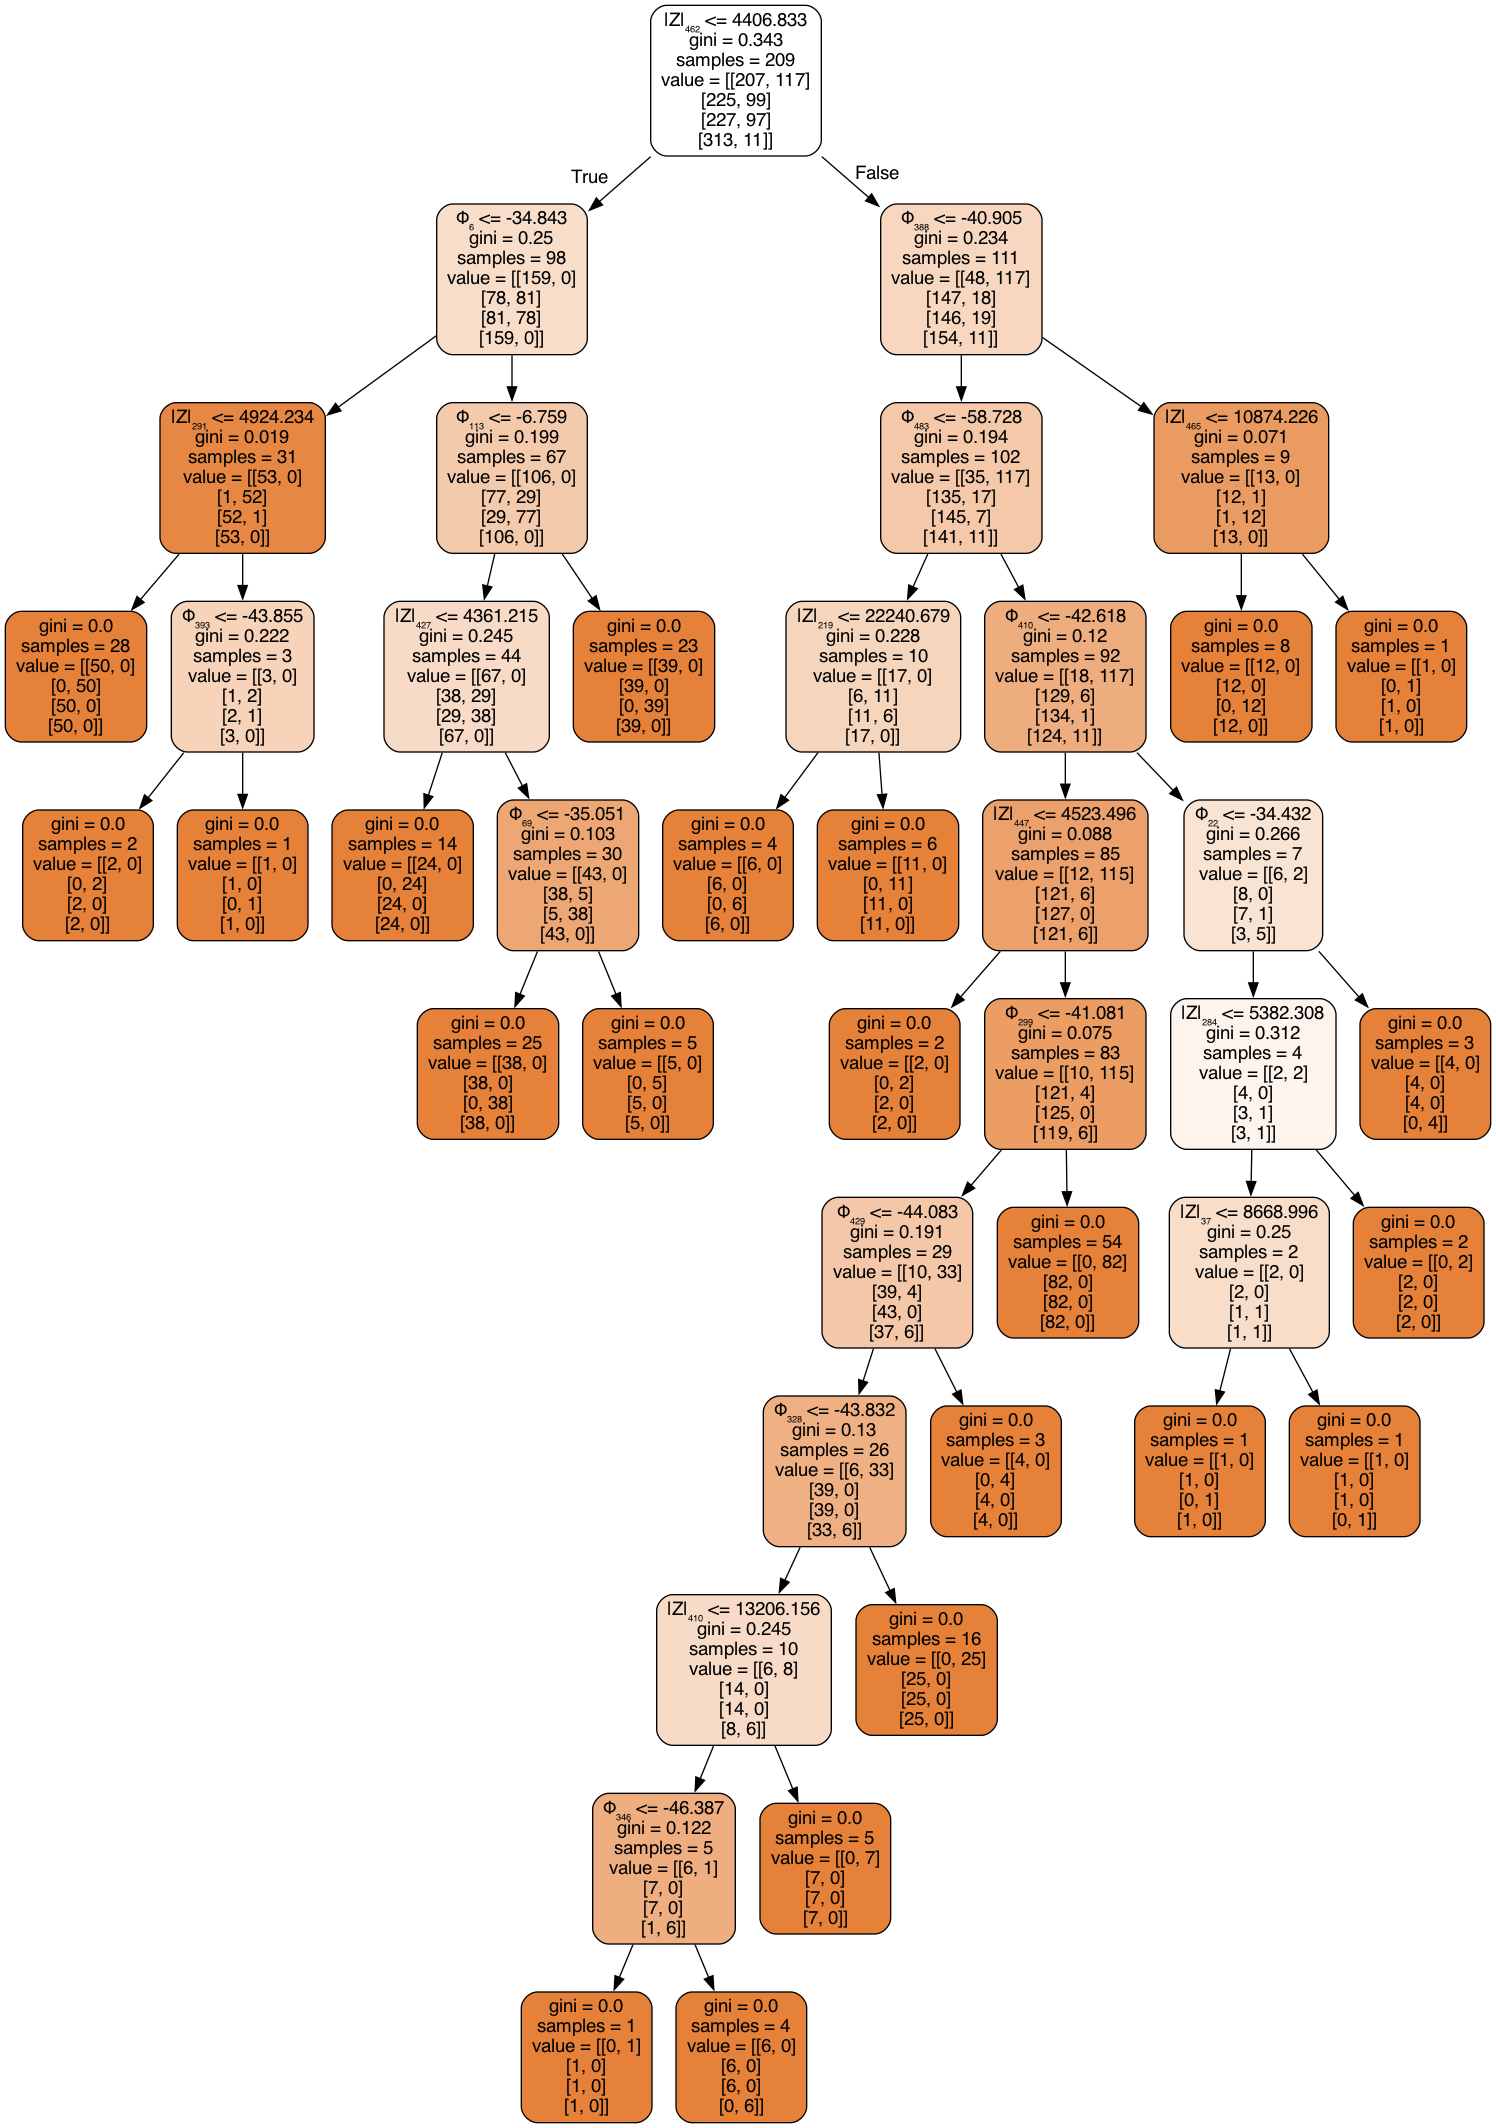 |Z|462 <= 4406.833
gini = 0.343
samples = 209
value = [[207, 117]
[225, 99]
[227, 97]
[313, 11]]
True
False
Φ6 <= -34.843
gini = 0.25
samples = 98
value = [[159, 0]
[78, 81]
[81, 78]
[159, 0]]
Φ388 <= -40.905
gini = 0.234
samples = 111
value = [[48, 117]
[147, 18]
[146, 19]
[154, 11]]
|Z|291 <= 4924.234
gini = 0.019
samples = 31
value = [[53, 0]
[1, 52]
[52, 1]
[53, 0]]
Φ113 <= -6.759
gini = 0.199
samples = 67
value = [[106, 0]
[77, 29]
[29, 77]
[106, 0]]
Φ483 <= -58.728
gini = 0.194
samples = 102
value = [[35, 117]
[135, 17]
[145, 7]
[141, 11]]
|Z|465 <= 10874.226
gini = 0.071
samples = 9
value = [[13, 0]
[12, 1]
[1, 12]
[13, 0]]
gini = 0.0
samples = 28
value = [[50, 0]
[0, 50]
[50, 0]
[50, 0]]
Φ393 <= -43.855
gini = 0.222
samples = 3
value = [[3, 0]
[1, 2]
[2, 1]
[3, 0]]
|Z|427 <= 4361.215
gini = 0.245
samples = 44
value = [[67, 0]
[38, 29]
[29, 38]
[67, 0]]
gini = 0.0
samples = 23
value = [[39, 0]
[39, 0]
[0, 39]
[39, 0]]
|Z|219 <= 22240.679
gini = 0.228
samples = 10
value = [[17, 0]
[6, 11]
[11, 6]
[17, 0]]
Φ410 <= -42.618
gini = 0.12
samples = 92
value = [[18, 117]
[129, 6]
[134, 1]
[124, 11]]
gini = 0.0
samples = 8
value = [[12, 0]
[12, 0]
[0, 12]
[12, 0]]
gini = 0.0
samples = 1
value = [[1, 0]
[0, 1]
[1, 0]
[1, 0]]
gini = 0.0
samples = 2
value = [[2, 0]
[0, 2]
[2, 0]
[2, 0]]
gini = 0.0
samples = 1
value = [[1, 0]
[1, 0]
[0, 1]
[1, 0]]
gini = 0.0
samples = 14
value = [[24, 0]
[0, 24]
[24, 0]
[24, 0]]
Φ69 <= -35.051
gini = 0.103
samples = 30
value = [[43, 0]
[38, 5]
[5, 38]
[43, 0]]
gini = 0.0
samples = 4
value = [[6, 0]
[6, 0]
[0, 6]
[6, 0]]
gini = 0.0
samples = 6
value = [[11, 0]
[0, 11]
[11, 0]
[11, 0]]
|Z|447 <= 4523.496
gini = 0.088
samples = 85
value = [[12, 115]
[121, 6]
[127, 0]
[121, 6]]
Φ22 <= -34.432
gini = 0.266
samples = 7
value = [[6, 2]
[8, 0]
[7, 1]
[3, 5]]
gini = 0.0
samples = 25
value = [[38, 0]
[38, 0]
[0, 38]
[38, 0]]
gini = 0.0
samples = 5
value = [[5, 0]
[0, 5]
[5, 0]
[5, 0]]
gini = 0.0
samples = 2
value = [[2, 0]
[0, 2]
[2, 0]
[2, 0]]
Φ299 <= -41.081
gini = 0.075
samples = 83
value = [[10, 115]
[121, 4]
[125, 0]
[119, 6]]
|Z|284 <= 5382.308
gini = 0.312
samples = 4
value = [[2, 2]
[4, 0]
[3, 1]
[3, 1]]
gini = 0.0
samples = 3
value = [[4, 0]
[4, 0]
[4, 0]
[0, 4]]
Φ429 <= -44.083
gini = 0.191
samples = 29
value = [[10, 33]
[39, 4]
[43, 0]
[37, 6]]
gini = 0.0
samples = 54
value = [[0, 82]
[82, 0]
[82, 0]
[82, 0]]
|Z|37 <= 8668.996
gini = 0.25
samples = 2
value = [[2, 0]
[2, 0]
[1, 1]
[1, 1]]
gini = 0.0
samples = 2
value = [[0, 2]
[2, 0]
[2, 0]
[2, 0]]
Φ328 <= -43.832
gini = 0.13
samples = 26
value = [[6, 33]
[39, 0]
[39, 0]
[33, 6]]
gini = 0.0
samples = 3
value = [[4, 0]
[0, 4]
[4, 0]
[4, 0]]
gini = 0.0
samples = 1
value = [[1, 0]
[1, 0]
[0, 1]
[1, 0]]
gini = 0.0
samples = 1
value = [[1, 0]
[1, 0]
[1, 0]
[0, 1]]
|Z|410 <= 13206.156
gini = 0.245
samples = 10
value = [[6, 8]
[14, 0]
[14, 0]
[8, 6]]
gini = 0.0
samples = 16
value = [[0, 25]
[25, 0]
[25, 0]
[25, 0]]
Φ346 <= -46.387
gini = 0.122
samples = 5
value = [[6, 1]
[7, 0]
[7, 0]
[1, 6]]
gini = 0.0
samples = 5
value = [[0, 7]
[7, 0]
[7, 0]
[7, 0]]
gini = 0.0
samples = 1
value = [[0, 1]
[1, 0]
[1, 0]
[1, 0]]
gini = 0.0
samples = 4
value = [[6, 0]
[6, 0]
[6, 0]
[0, 6]]